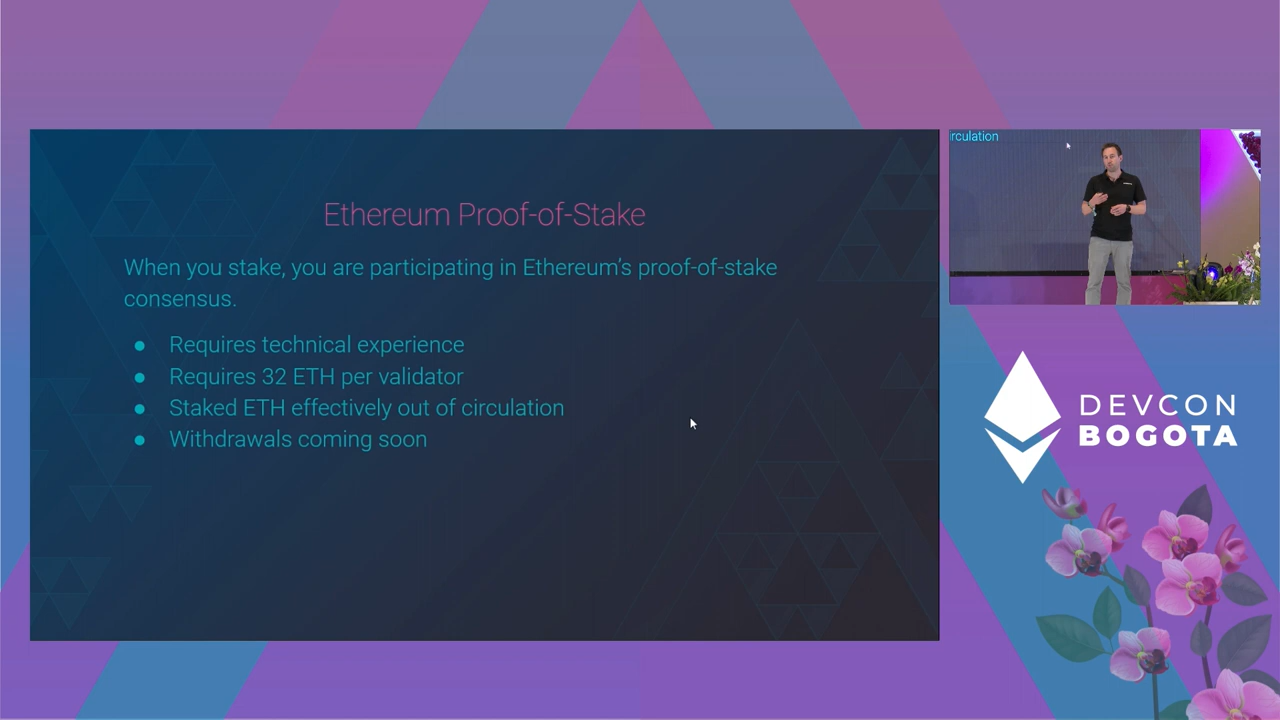 Ethereum Proof-of-Stake
When you stake, you are participating in Ethereum’s proof-of-stake
consensus.
● Requires technical experience
● Requires 32 ETH per validator
● Staked ETH effectively out of circulation
● Withdrawals coming soon
rculation
DEVCON
BOGOTA